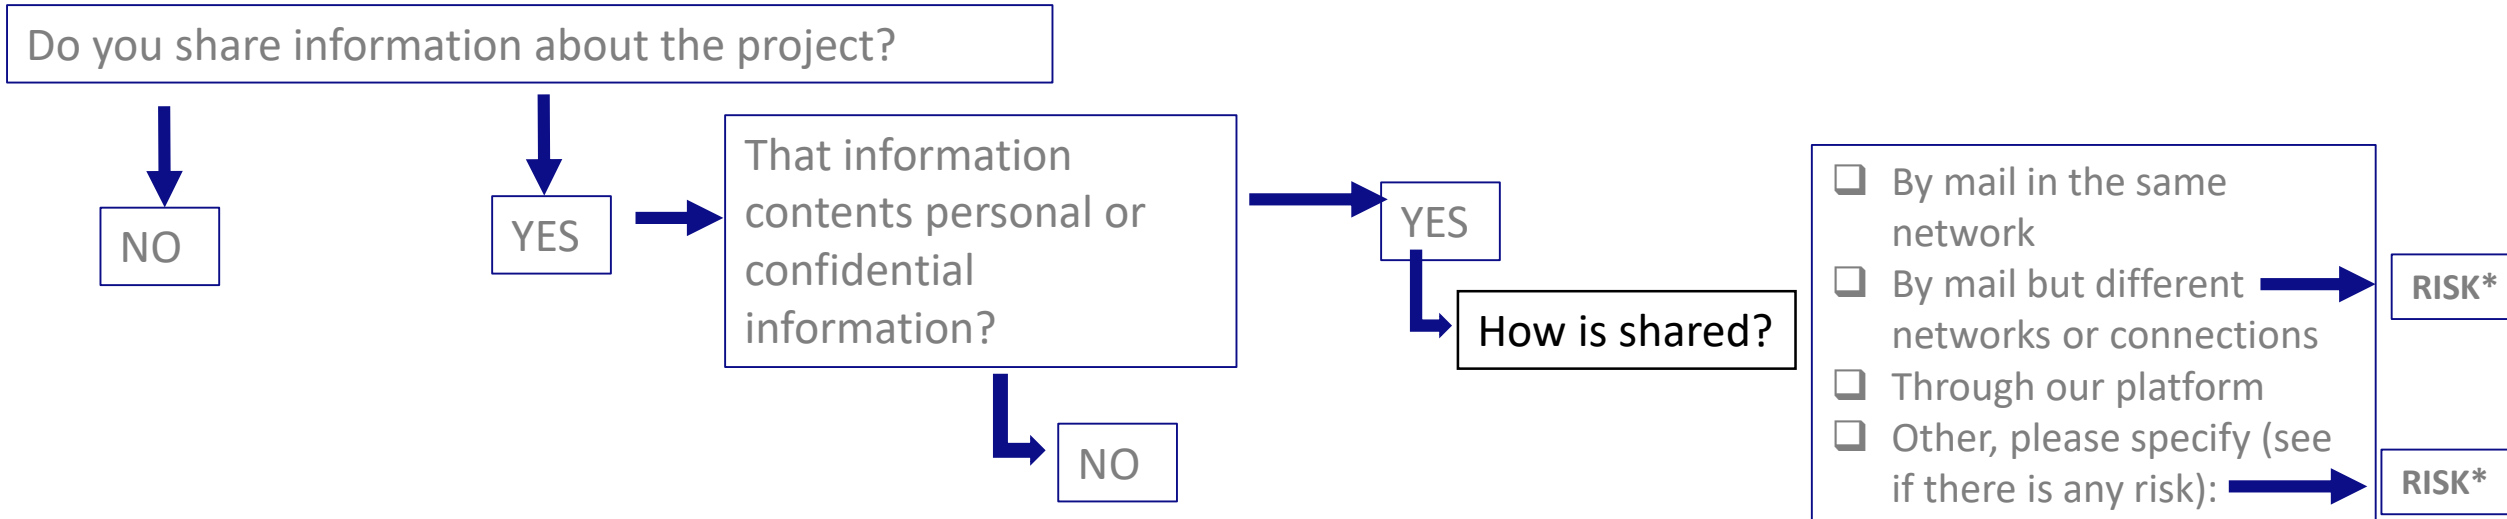 Do you share information about the project?
NO
YES
That information
contents personal or
confidential
information?
NO
YES
How is shared?
By mail in the same
network
By mail but different
networks or connections
Through our platform
Other, please specify (see
if there is any risk):
RISK*
RISK*